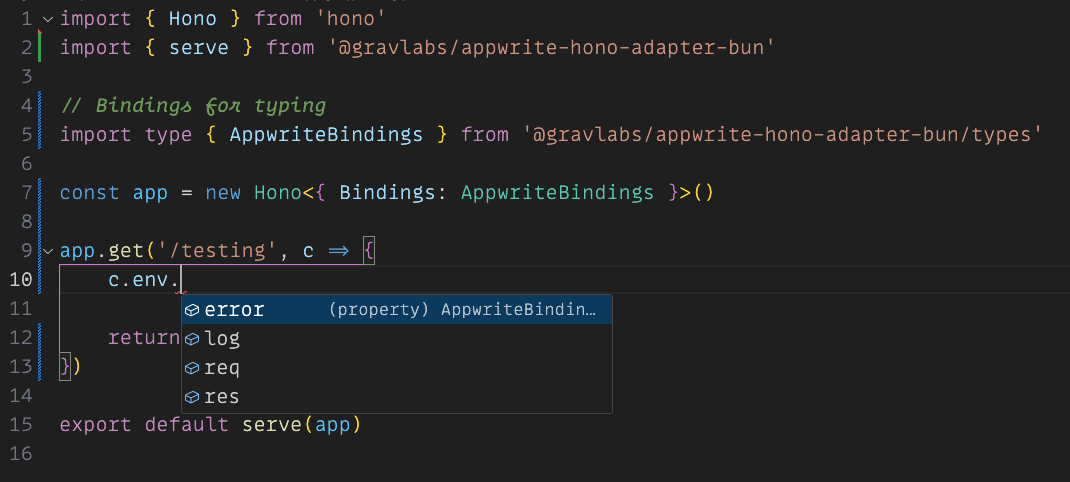 1 import { Hono } from 'hono'
2 import { serve } from '@gravlabs/appwrite-hono-adapter-bun'
3
4 // Bindings for typing
5 import type { AppwriteBindings } from '@gravlabs/appwrite-hono-adapter-bun/types'
6
7 const app = new Hono<{ Bindings: AppwriteBindings }>()
8
9 app.get('/testing', c => {
10 c.env.
11 error (property) AppwriteBindin…
12 return log
13 }) req
14 res
15 export default serve(app)
16